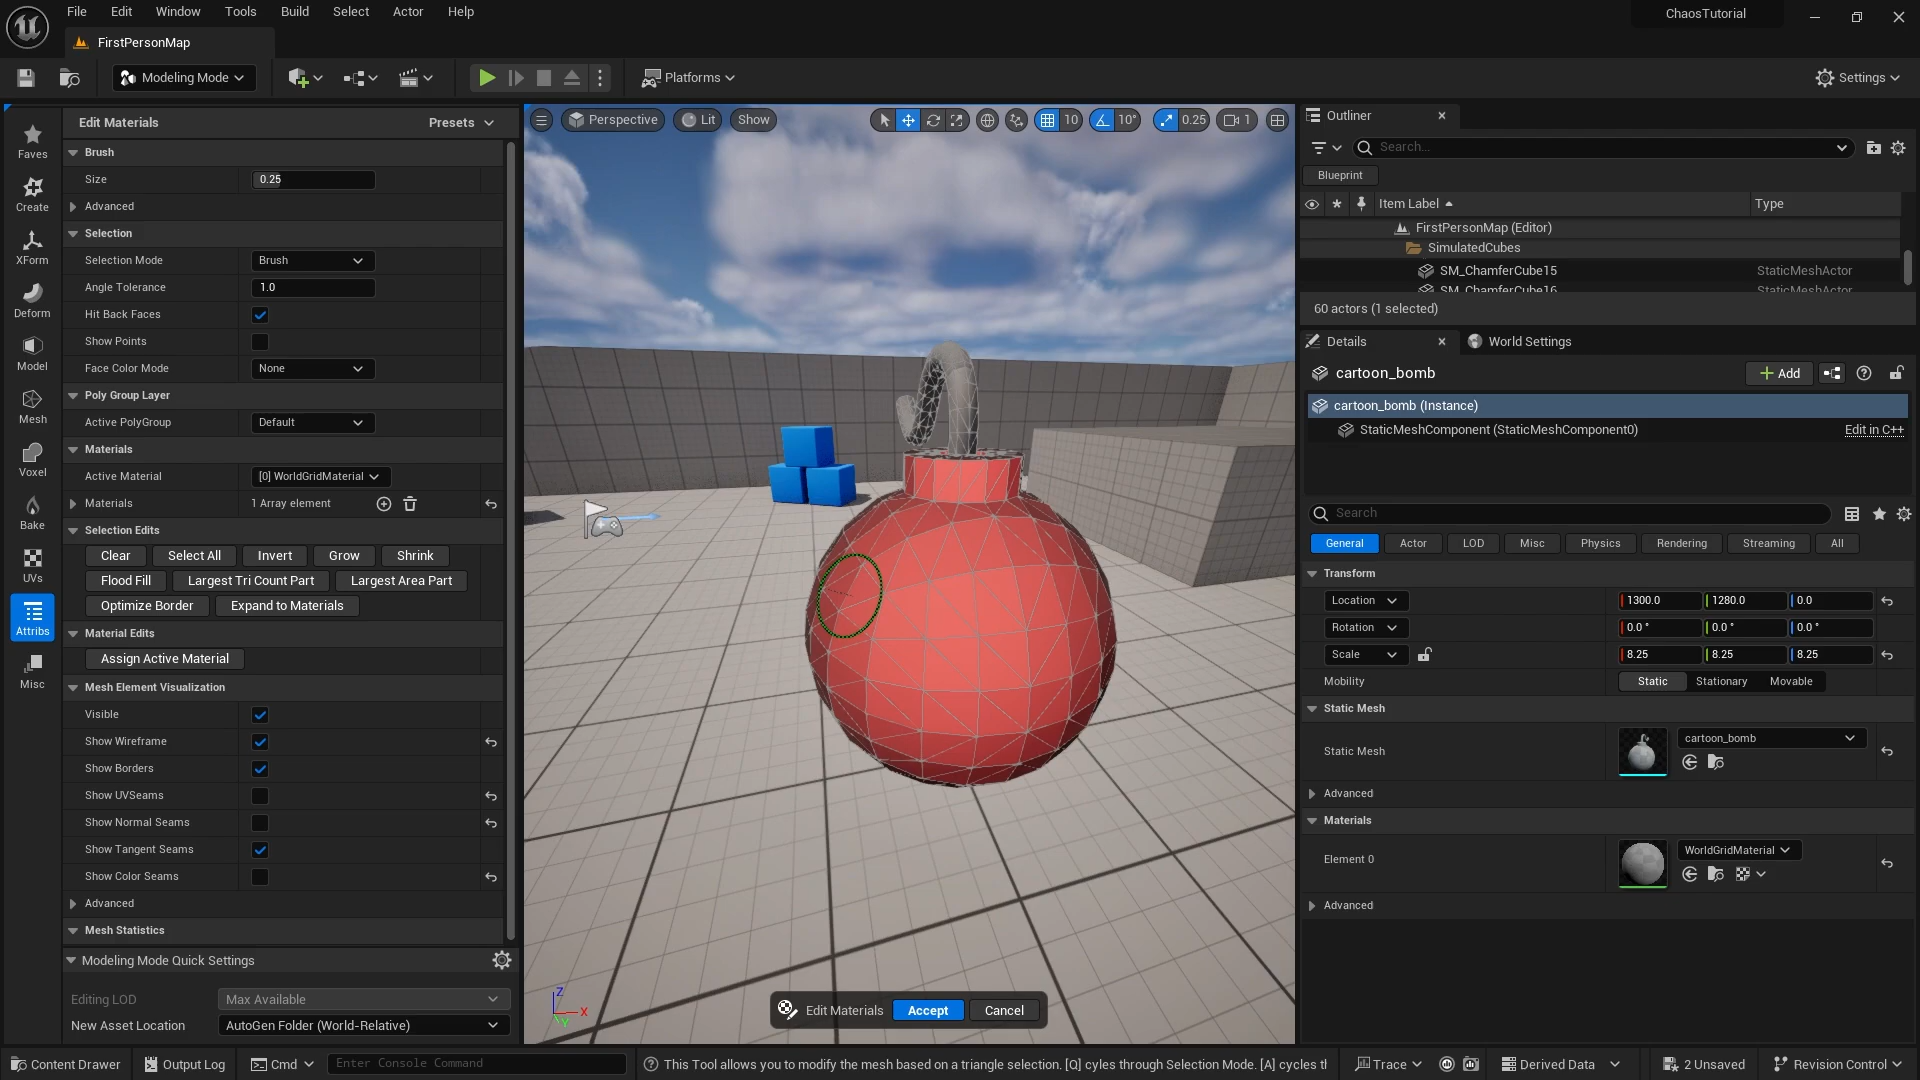 File Edit Window Tools Build Select Actor Help
ChaosTutorial
FirstPersonMap
Modeling Mode
Platforms
Settings
Edit Materials
Presets
Faves
Create
XForm
Deform
Model
Mesh
Voxel
Bake
UVs
Attribs
Misc
Brush
Size 0.25
Advanced
Selection
Selection Mode Brush
Angle Tolerance 1.0
Hit Back Faces
Show Points
Face Color Mode None
Poly Group Layer
Active PolyGroup Default
Materials
Active Material [0] WorldGridMaterial
Materials 1 Array element
Selection Edits
Clear Select All Invert Grow Shrink
Flood Fill Largest Tri Count Part Largest Area Part
Optimize Border Expand to Materials
Material Edits
Assign Active Material
Mesh Element Visualization
Visible
Show Wireframe
Show Borders
Show UVSeams
Show Normal Seams
Show Tangent Seams
Show Color Seams
Advanced
Mesh Statistics
Modeling Mode Quick Settings
Editing LOD Max Available
New Asset Location AutoGen Folder (World-Relative)
Perspective Lit Show
10 10° 0.25 1
Z
X
Y
Edit Materials Accept Cancel
Outliner
Search...
Blueprint
Item Label Type
FirstPersonMap (Editor)
SimulatedCubes
SM_ChamferCube15 StaticMeshActor
SM_ChamferCube16 StaticMeshActor
60 actors (1 selected)
Details World Settings
cartoon_bomb
Add
cartoon_bomb (Instance)
StaticMeshComponent (StaticMeshComponent0) Edit in C++
Search
General Actor LOD Misc Physics Rendering Streaming All
Transform
Location 1300.0 1280.0 0.0
Rotation 0.0 ° 0.0 ° 0.0 °
Scale 8.25 8.25 8.25
Mobility Static Stationary Movable
Static Mesh
Static Mesh cartoon_bomb
Advanced
Materials
Element 0 WorldGridMaterial
Advanced
Content Drawer Output Log Cmd Enter Console Command This Tool allows you to modify the mesh based on a triangle selection. [Q] cyles through Selection Mode. [A] cycles tl Trace Derived Data 2 Unsaved Revision Control